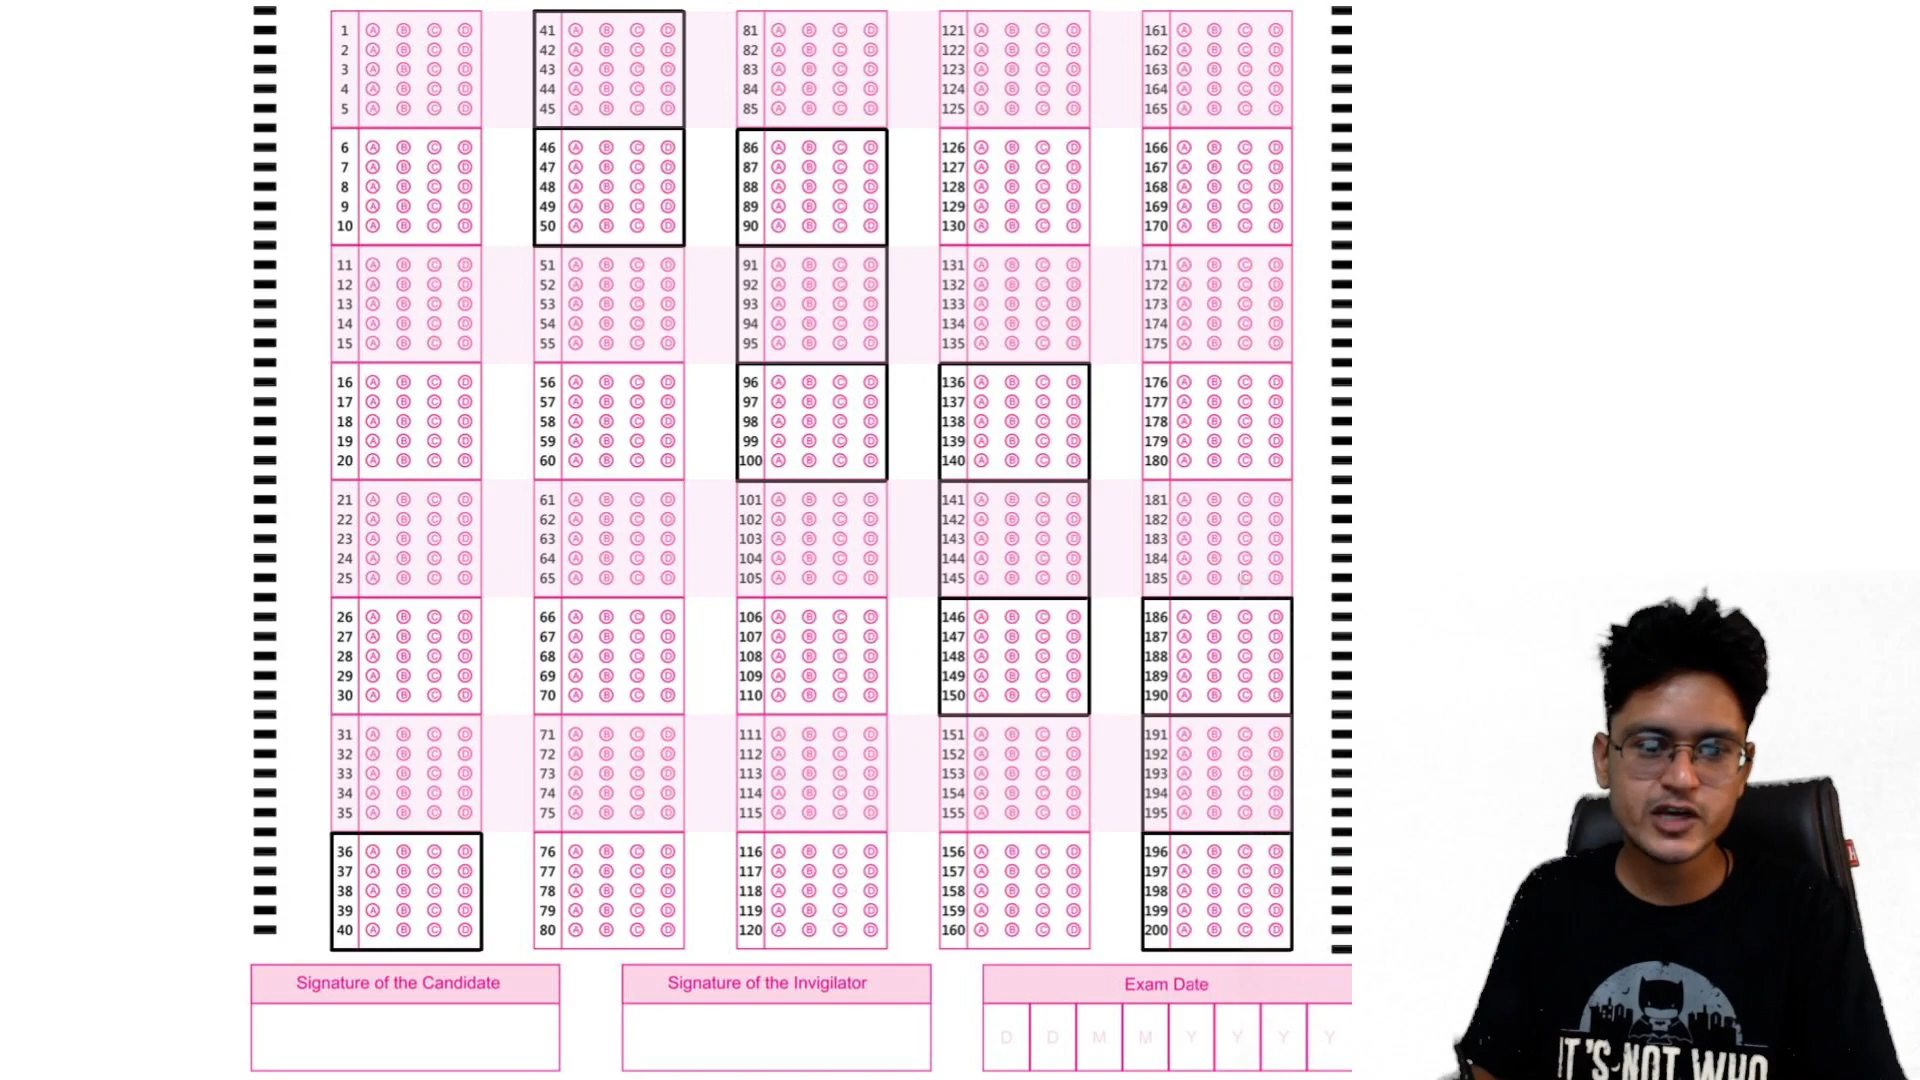 1 A B C D 41 A B C D 81 A B C D 121 A B C D 161 A B C D
2 A B C D 42 A B C D 82 A B C D 122 A B C D 162 A B C D
3 A B C D 43 A B C D 83 A B C D 123 A B C D 163 A B C D
4 A B C D 44 A B C D 84 A B C D 124 A B C D 164 A B C D
5 A B C D 45 A B C D 85 A B C D 125 A B C D 165 A B C D
6 A B C D 46 A B C D 86 A B C D 126 A B C D 166 A B C D
7 A B C D 47 A B C D 87 A B C D 127 A B C D 167 A B C D
8 A B C D 48 A B C D 88 A B C D 128 A B C D 168 A B C D
9 A B C D 49 A B C D 89 A B C D 129 A B C D 169 A B C D
10 A B C D 50 A B C D 90 A B C D 130 A B C D 170 A B C D
11 A B C D 51 A B C D 91 A B C D 131 A B C D 171 A B C D
12 A B C D 52 A B C D 92 A B C D 132 A B C D 172 A B C D
13 A B C D 53 A B C D 93 A B C D 133 A B C D 173 A B C D
14 A B C D 54 A B C D 94 A B C D 134 A B C D 174 A B C D
15 A B C D 55 A B C D 95 A B C D 135 A B C D 175 A B C D
16 A B C D 56 A B C D 96 A B C D 136 A B C D 176 A B C D
17 A B C D 57 A B C D 97 A B C D 137 A B C D 177 A B C D
18 A B C D 58 A B C D 98 A B C D 138 A B C D 178 A B C D
19 A B C D 59 A B C D 99 A B C D 139 A B C D 179 A B C D
20 A B C D 60 A B C D 100 A B C D 140 A B C D 180 A B C D
21 A B C D 61 A B C D 101 A B C D 141 A B C D 181 A B C D
22 A B C D 62 A B C D 102 A B C D 142 A B C D 182 A B C D
23 A B C D 63 A B C D 103 A B C D 143 A B C D 183 A B C D
24 A B C D 64 A B C D 104 A B C D 144 A B C D 184 A B C D
25 A B C D 65 A B C D 105 A B C D 145 A B C D 185 A B C D
26 A B C D 66 A B C D 106 A B C D 146 A B C D 186 A B C D
27 A B C D 67 A B C D 107 A B C D 147 A B C D 187 A B C D
28 A B C D 68 A B C D 108 A B C D 148 A B C D 188 A B C D
29 A B C D 69 A B C D 109 A B C D 149 A B C D 189 A B C D
30 A B C D 70 A B C D 110 A B C D 150 A B C D 190 A B C D
31 A B C D 71 A B C D 111 A B C D 151 A B C D 191 A B C D
32 A B C D 72 A B C D 112 A B C D 152 A B C D 192 A B C D
33 A B C D 73 A B C D 113 A B C D 153 A B C D 193 A B C D
34 A B C D 74 A B C D 114 A B C D 154 A B C D 194 A B C D
35 A B C D 75 A B C D 115 A B C D 155 A B C D 195 A B C D
36 A B C D 76 A B C D 116 A B C D 156 A B C D 196 A B C D
37 A B C D 77 A B C D 117 A B C D 157 A B C D 197 A B C D
38 A B C D 78 A B C D 118 A B C D 158 A B C D 198 A B C D
39 A B C D 79 A B C D 119 A B C D 159 A B C D 199 A B C D
40 A B C D 80 A B C D 120 A B C D 160 A B C D 200 A B C D
Signature of the Candidate Signature of the Invigilator Exam Date
D D M M Y Y Y Y
IT'S NOT WHO